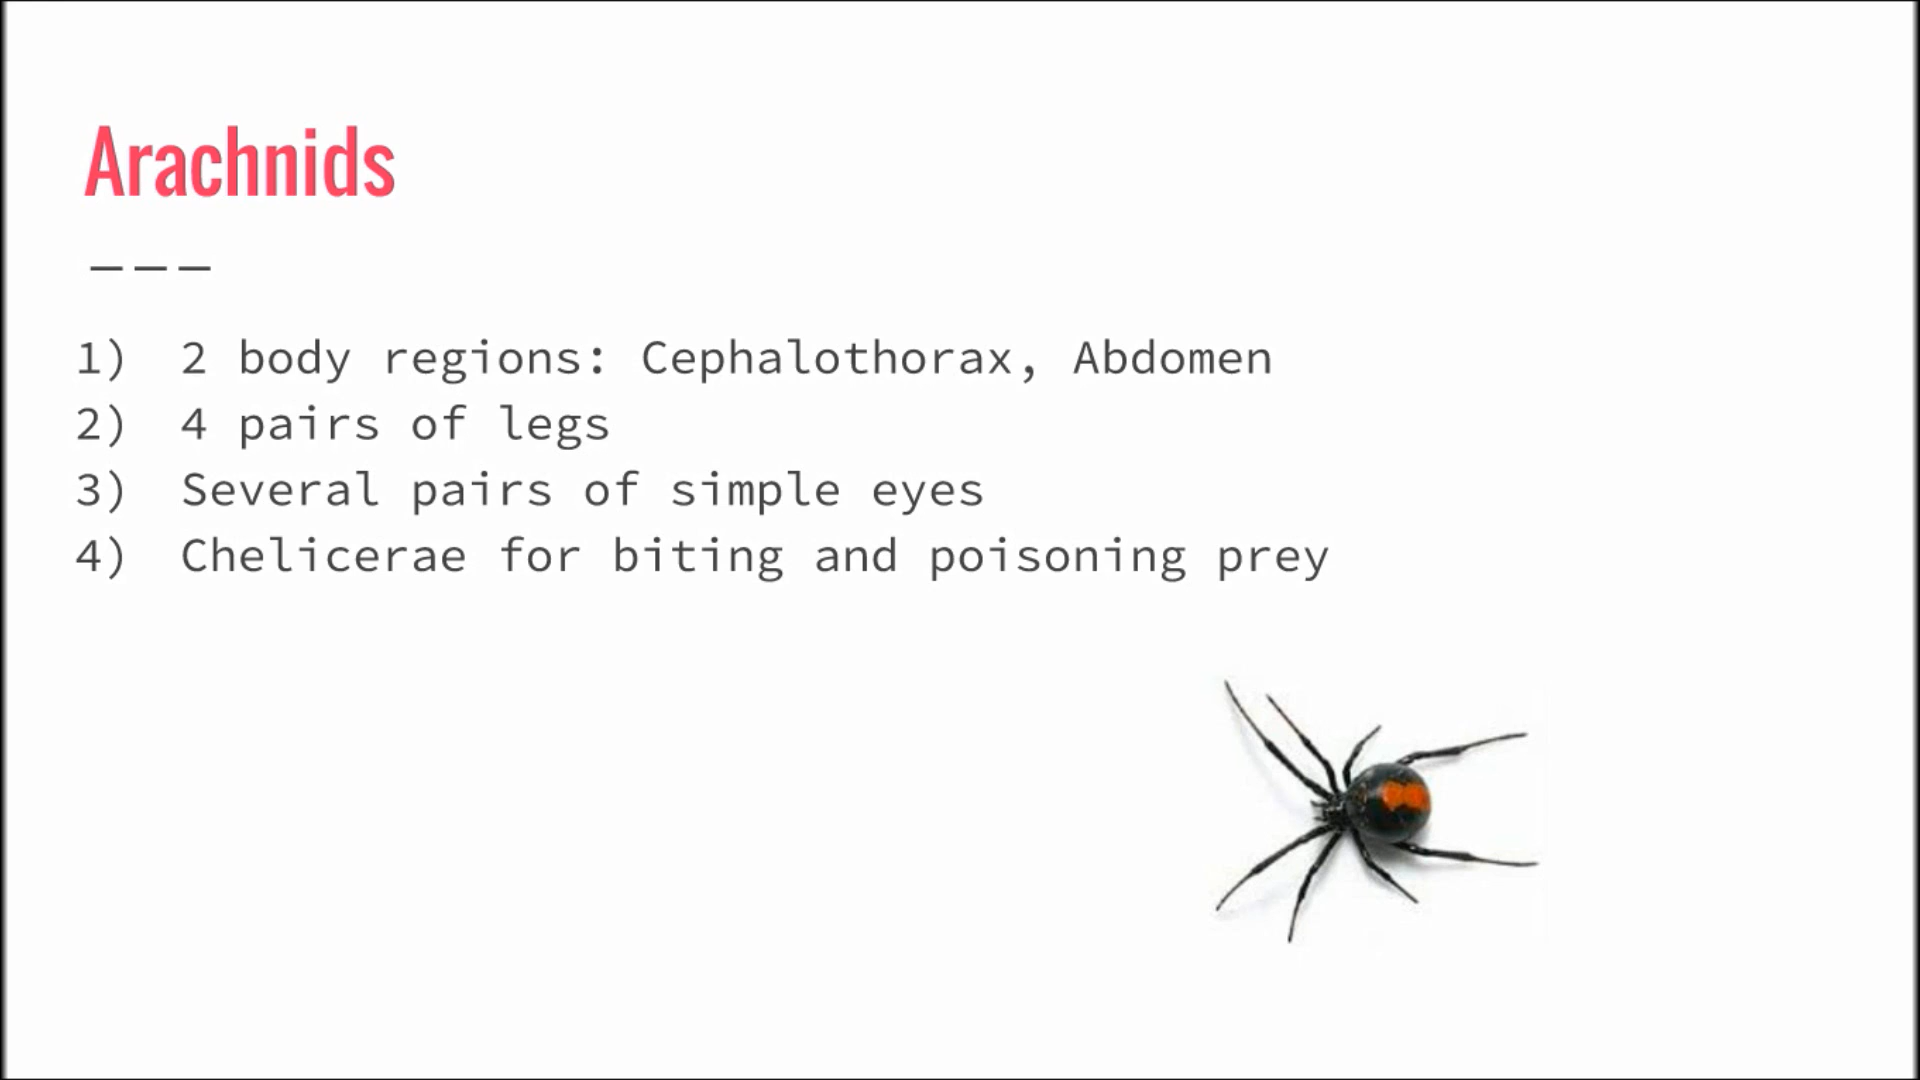 Arachnids
———
1) 2 body regions: Cephalothorax, Abdomen
2) 4 pairs of legs
3) Several pairs of simple eyes
4) Chelicerae for biting and poisoning prey